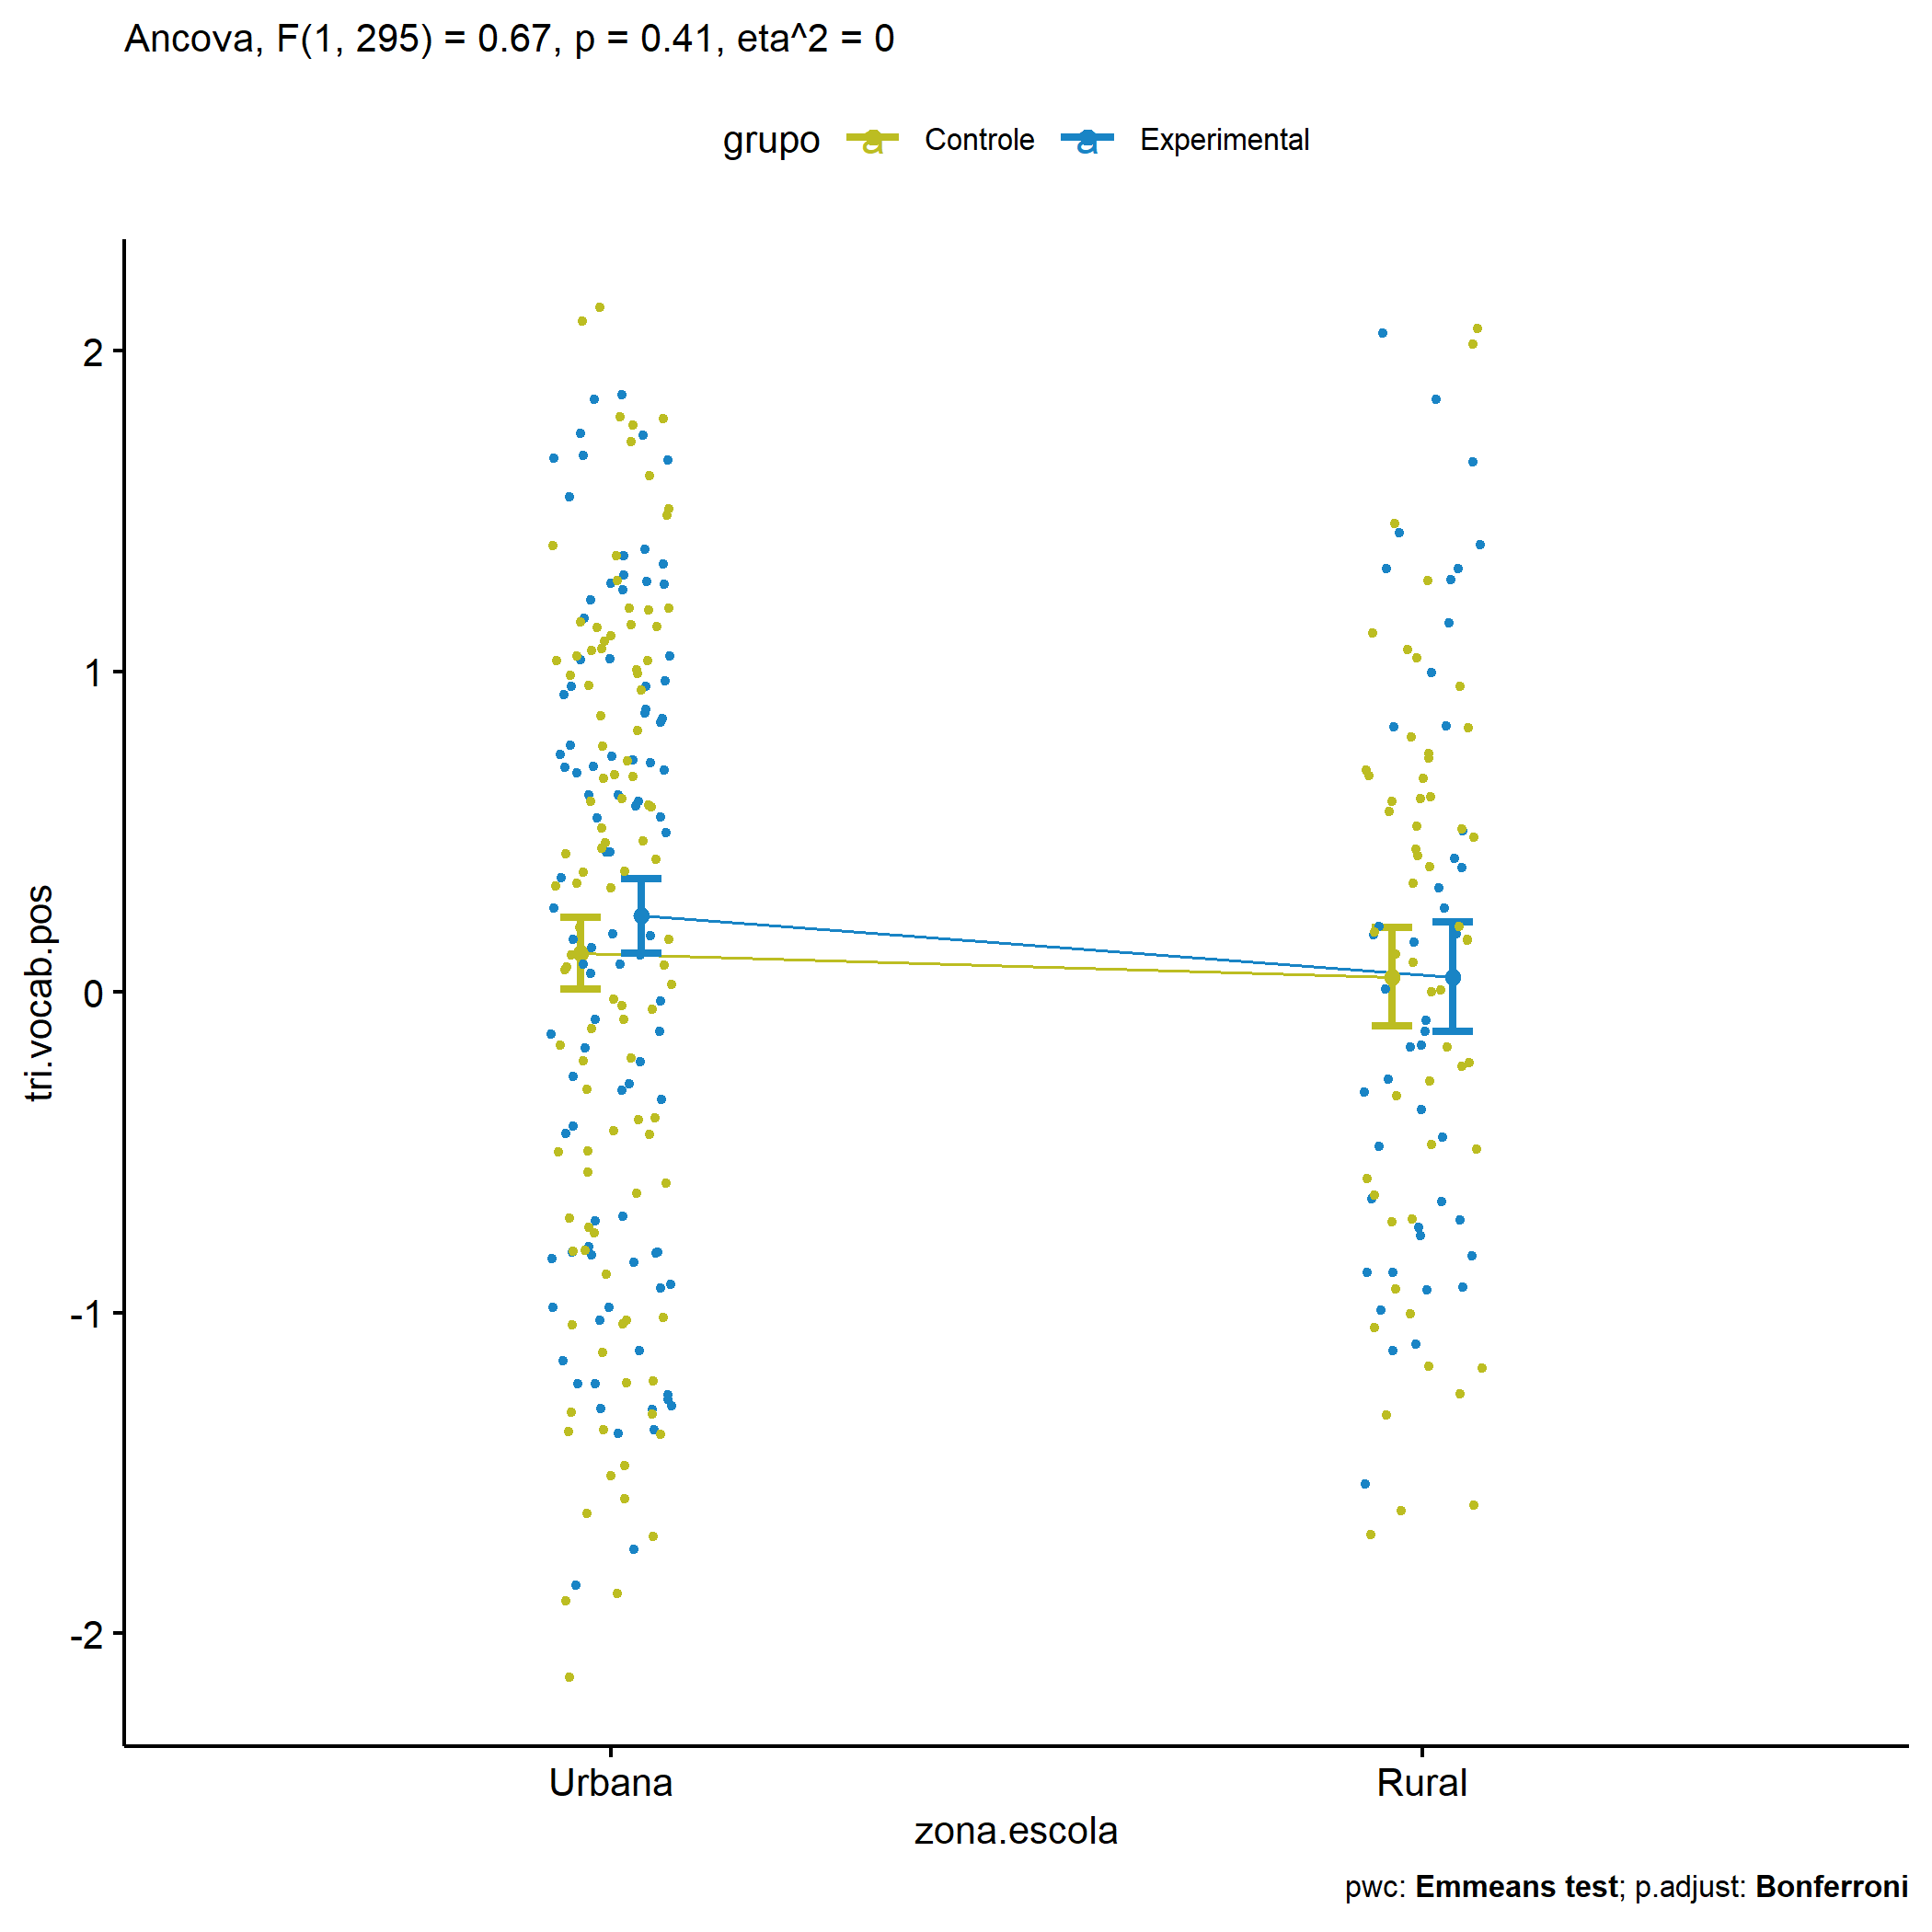 Ancova, F(1, 295) = 0.67, p = 0.41, eta^2 = 0
grupo a Controle a Experimental
2
1
0
-1
-2
tri.vocab.pos
Urbana Rural
zona.escola
pwc: Emmeans test; p.adjust: Bonferroni